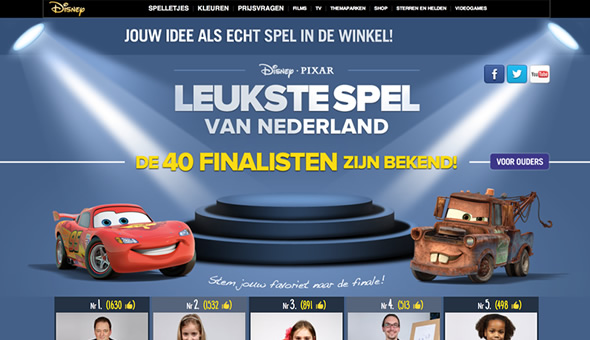 Disney
SPELLETJES KLEUREN PRIJSVRAGEN FILMS TV THEMAPARKEN SHOP STERREN EN HELDEN VIDEOGAMES
JOUW IDEE ALS ECHT SPEL IN DE WINKEL!
Disney · PIXAR
f You Tube
LEUKSTE SPEL
VAN NEDERLAND
DE 40 FINALISTEN ZIJN BEKEND!
VOOR OUDERS
Stem jouw favoriet naar de finale!
Nr 1. (1630) Nr 2. (1532) Nr 3. (891) Nr 4. (513) Nr 5. (498)